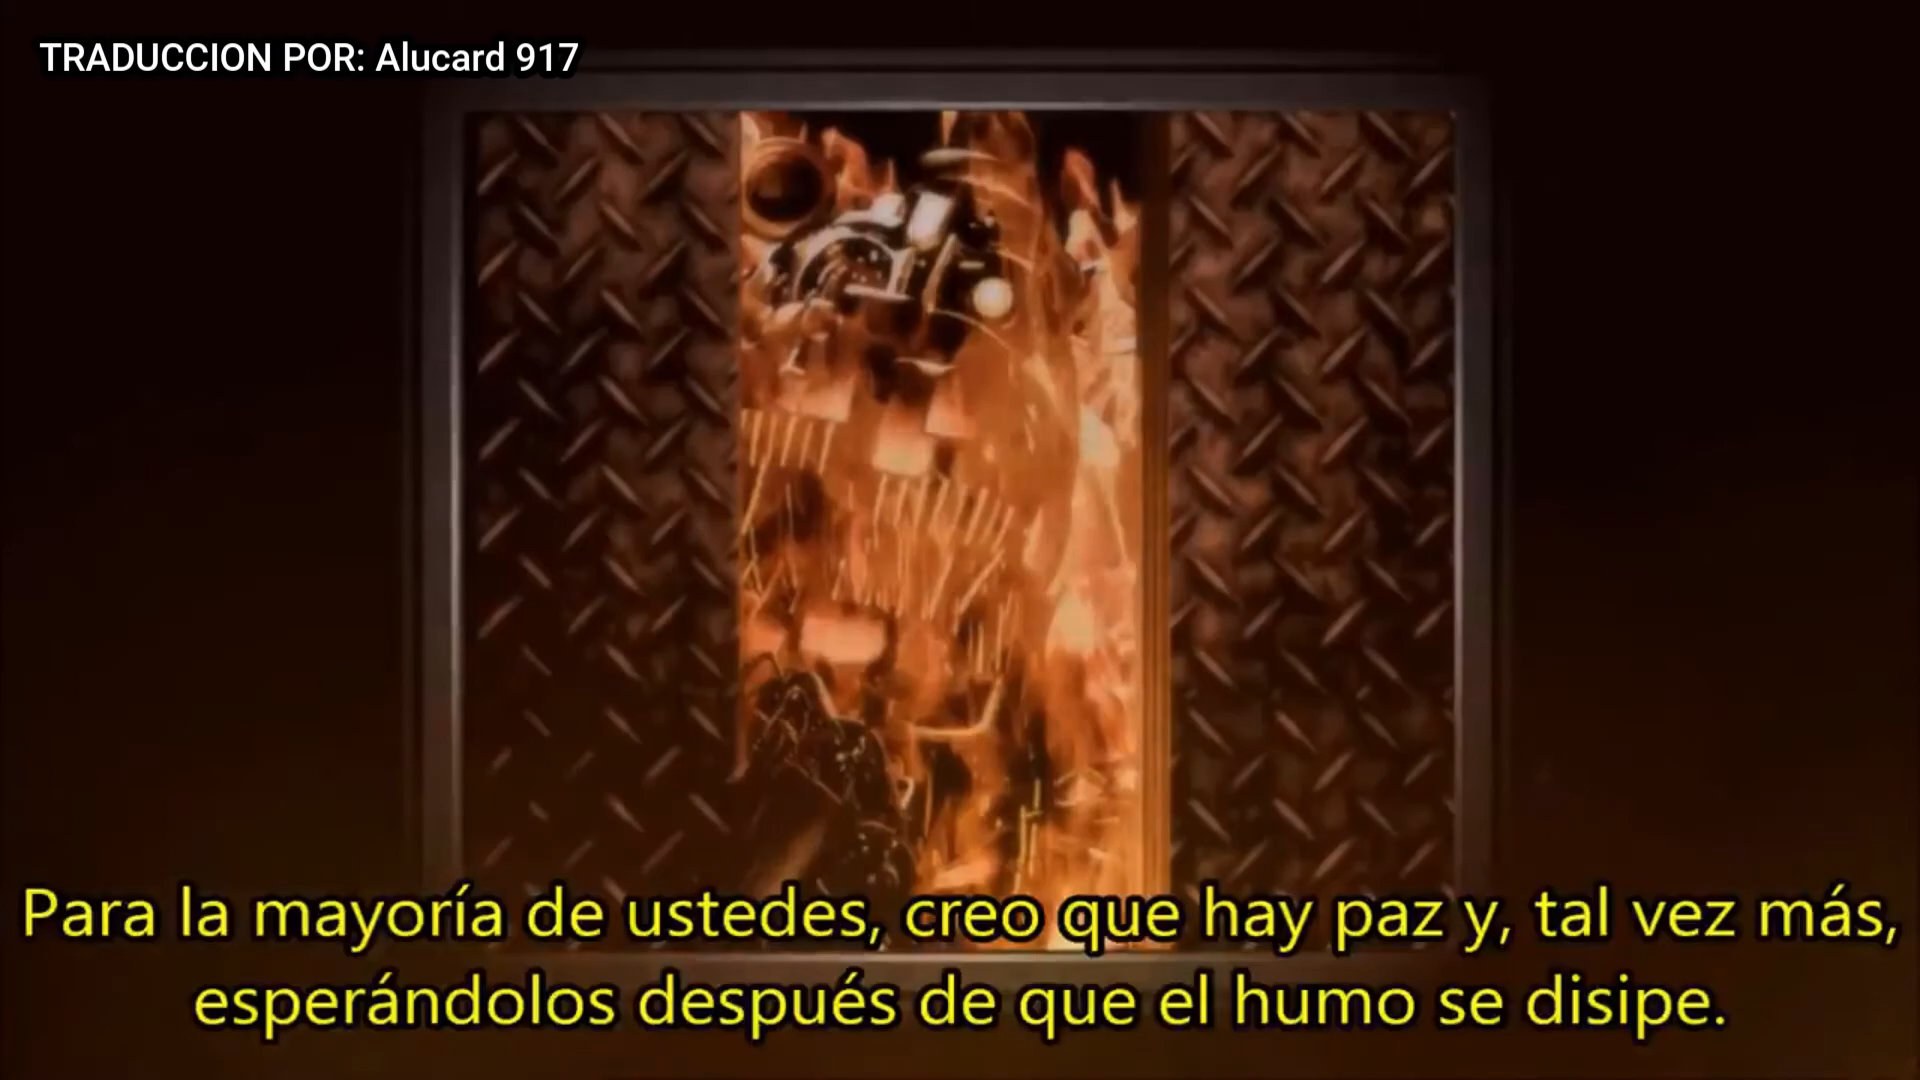 TRADUCCION POR: Alucard 917
Para la mayoría de ustedes, creo que hay paz y, tal vez más,
esperándolos después de que el humo se disipe.